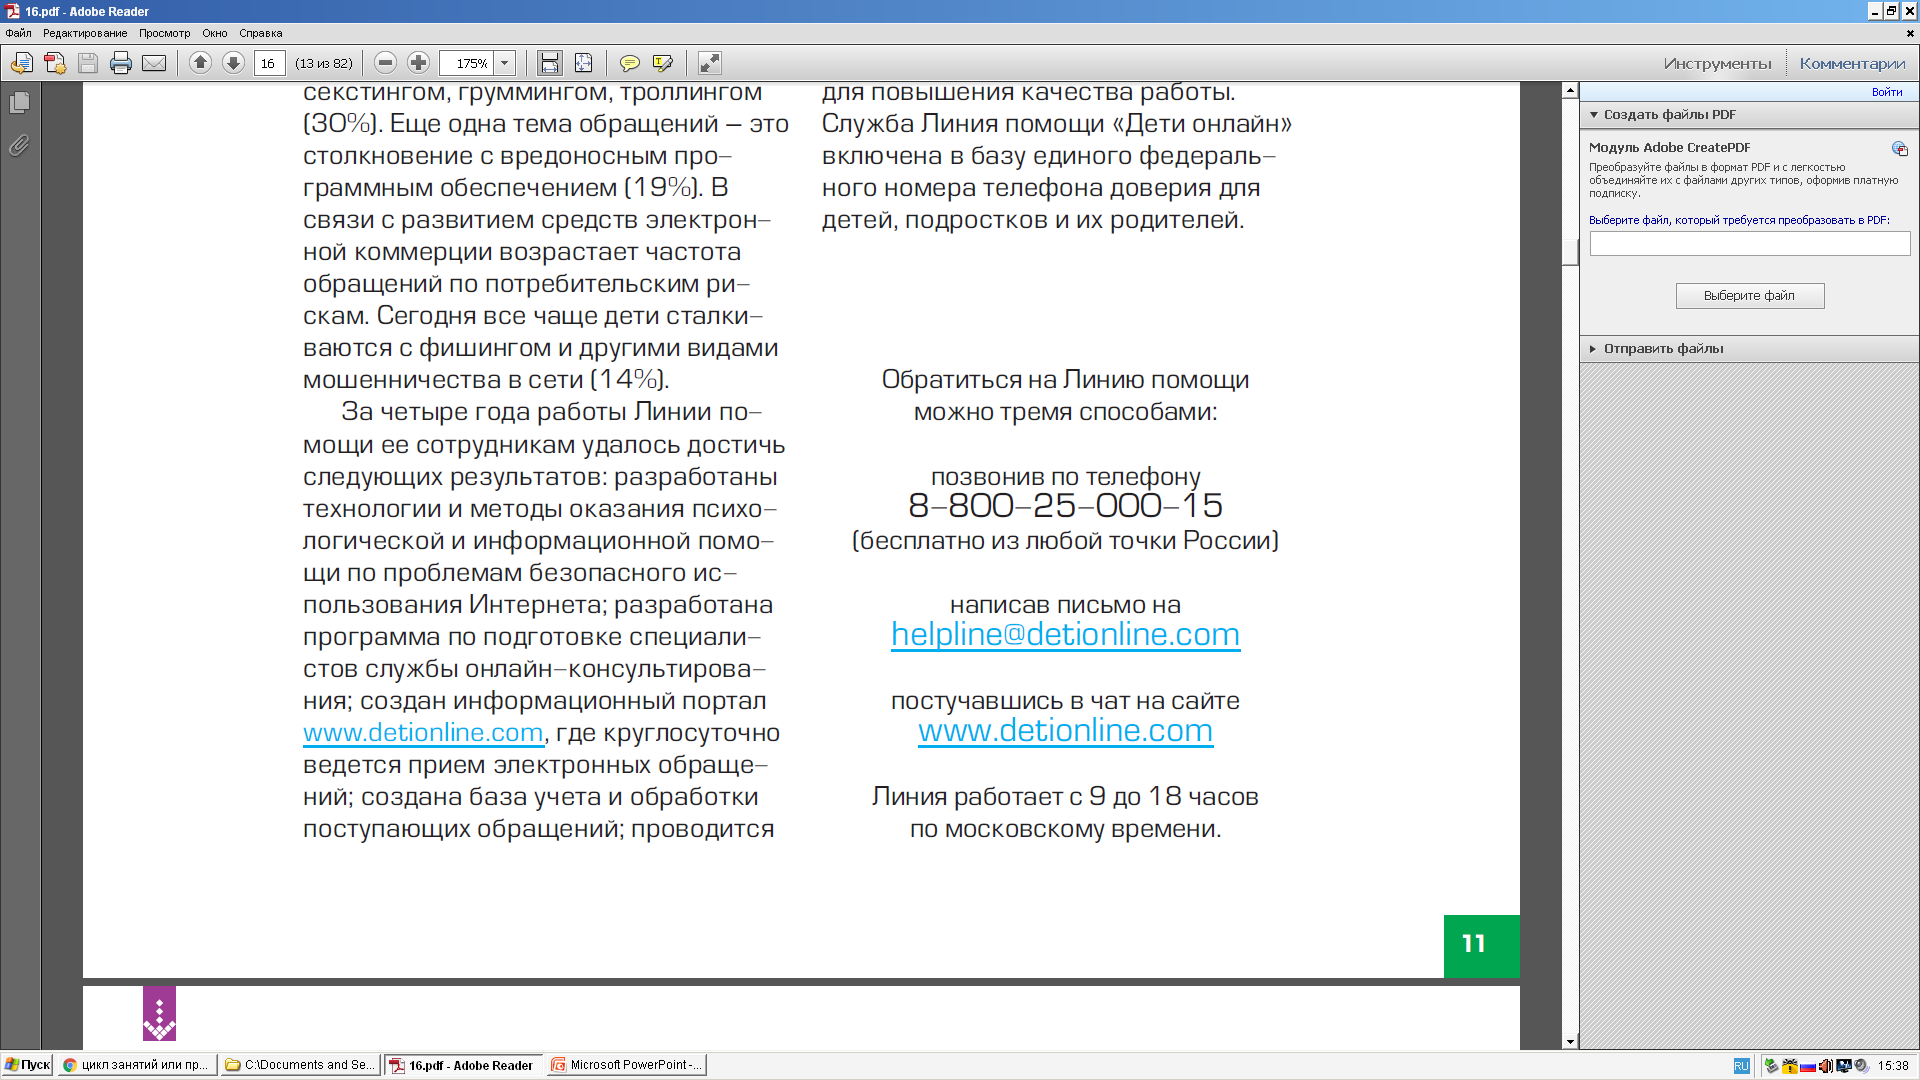 16.pdf - Adobe Reader
Файл Редактирование Просмотр Окно Справка
16 (13 из 82) 175% Инструменты Комментарии
секстингом, груммингом, троллингом
(30%). Еще одна тема обращений – это
столкновение с вредоносным про-
граммным обеспечением (19%). В
связи с развитием средств электрон-
ной коммерции возрастает частота
обращений по потребительским ри-
скам. Сегодня все чаще дети сталки-
ваются с фишингом и другими видами
мошенничества в сети (14%).
За четыре года работы Линии по-
мощи ее сотрудникам удалось достичь
следующих результатов: разработаны
технологии и методы оказания психо-
логической и информационной помо-
щи по проблемам безопасного ис-
пользования Интернета; разработана
программа по подготовке специали-
стов службы онлайн-консультирова-
ния; создан информационный портал
www.detionline.com, где круглосуточно
ведется прием электронных обраще-
ний; создана база учета и обработки
поступающих обращений; проводится
для повышения качества работы.
Служба Линия помощи «Дети онлайн»
включена в базу единого федераль-
ного номера телефона доверия для
детей, подростков и их родителей.
Обратиться на Линию помощи
можно тремя способами:
позвонив по телефону
8-800-25-000-15
(бесплатно из любой точки России)
написав письмо на
helpline@detionline.com
постучавшись в чат на сайте
www.detionline.com
Линия работает с 9 до 18 часов
по московскому времени.
11
Войти
Создать файлы PDF
Модуль Adobe CreatePDF
Преобразуйте файлы в формат PDF и с легкостью
объединяйте их с файлами других типов, оформив платную
подписку.
Выберите файл, который требуется преобразовать в PDF:
Выберите файл
Отправить файлы
Пуск цикл занятий или пр... C:\Documents and Se... 16.pdf - Adobe Reader Microsoft PowerPoint -... RU 15:38